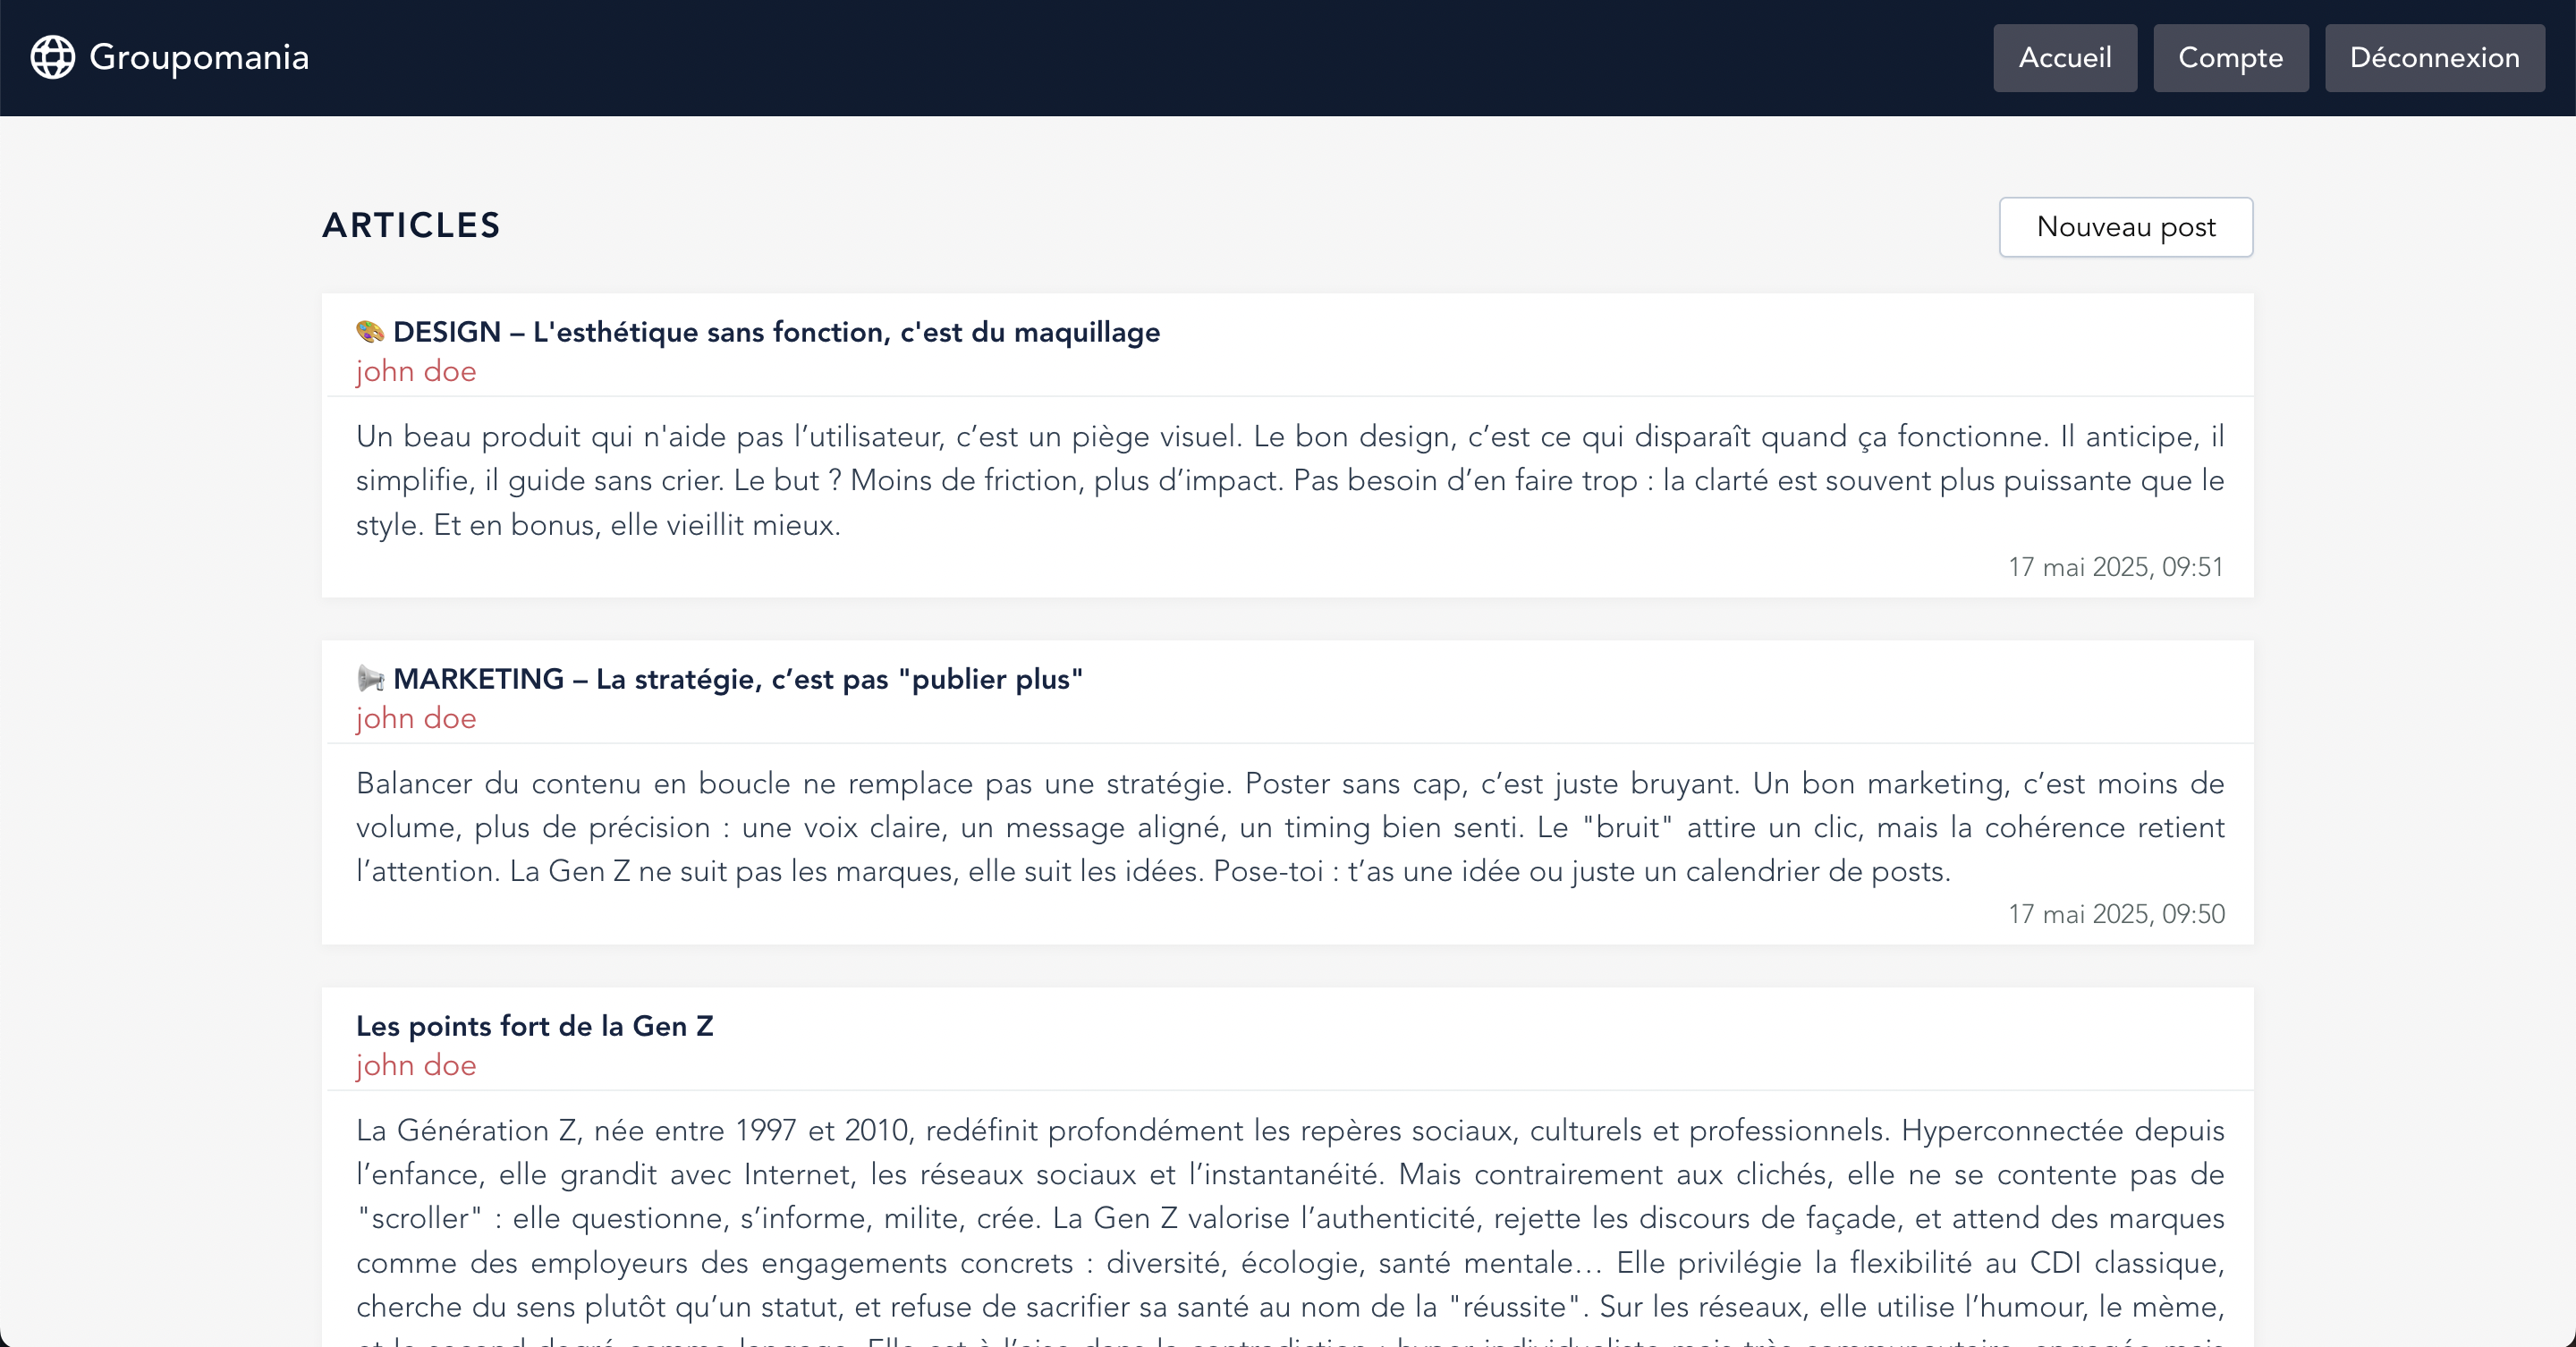 Groupomania
Accueil
Compte
Déconnexion
ARTICLES
Nouveau post
🎨 DESIGN – L'esthétique sans fonction, c'est du maquillage
john doe
Un beau produit qui n'aide pas l’utilisateur, c’est un piège visuel. Le bon design, c’est ce qui disparaît quand ça fonctionne. Il anticipe, il
simplifie, il guide sans crier. Le but ? Moins de friction, plus d’impact. Pas besoin d’en faire trop : la clarté est souvent plus puissante que le
style. Et en bonus, elle vieillit mieux.
17 mai 2025, 09:51
📢 MARKETING – La stratégie, c’est pas "publier plus"
john doe
Balancer du contenu en boucle ne remplace pas une stratégie. Poster sans cap, c’est juste bruyant. Un bon marketing, c’est moins de
volume, plus de précision : une voix claire, un message aligné, un timing bien senti. Le "bruit" attire un clic, mais la cohérence retient
l’attention. La Gen Z ne suit pas les marques, elle suit les idées. Pose-toi : t’as une idée ou juste un calendrier de posts.
17 mai 2025, 09:50
Les points fort de la Gen Z
john doe
La Génération Z, née entre 1997 et 2010, redéfinit profondément les repères sociaux, culturels et professionnels. Hyperconnectée depuis
l’enfance, elle grandit avec Internet, les réseaux sociaux et l’instantanéité. Mais contrairement aux clichés, elle ne se contente pas de
"scroller" : elle questionne, s’informe, milite, crée. La Gen Z valorise l’authenticité, rejette les discours de façade, et attend des marques
comme des employeurs des engagements concrets : diversité, écologie, santé mentale… Elle privilégie la flexibilité au CDI classique,
cherche du sens plutôt qu’un statut, et refuse de sacrifier sa santé au nom de la "réussite". Sur les réseaux, elle utilise l’humour, le mème,